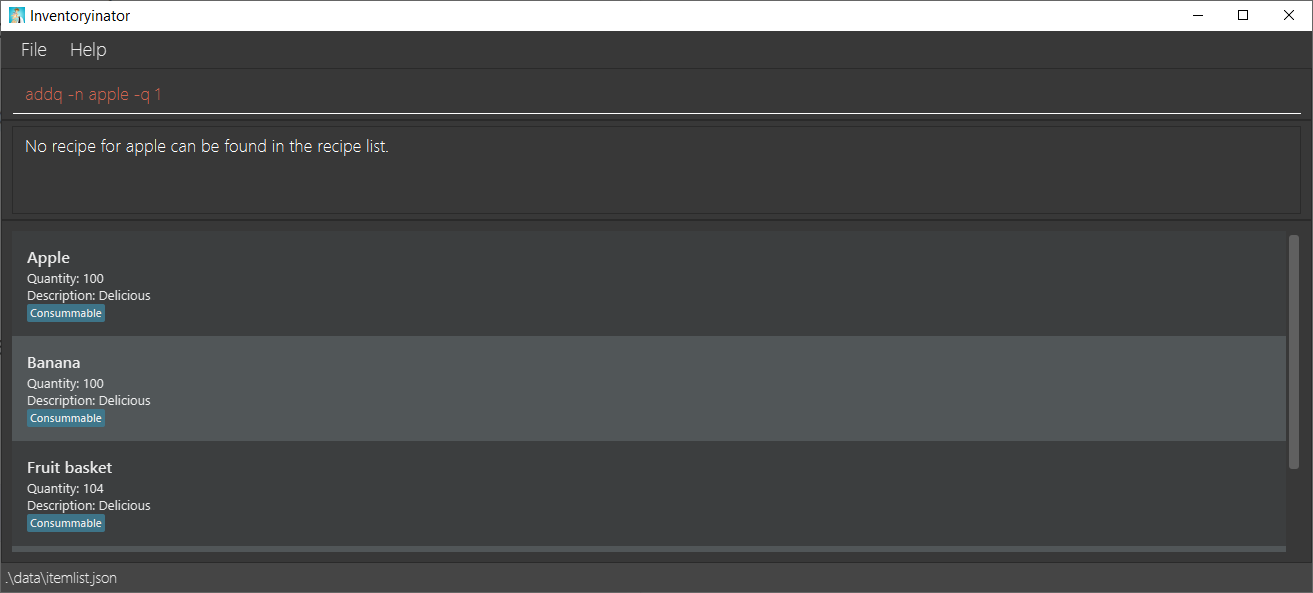 Inventoryinator
File Help
addq -n apple -q 1
No recipe for apple can be found in the recipe list.
Apple
Quantity: 100
Description: Delicious
Consummable
Banana
Quantity: 100
Description: Delicious
Consummable
Fruit basket
Quantity: 104
Description: Delicious
Consummable
.\data\itemlist.json